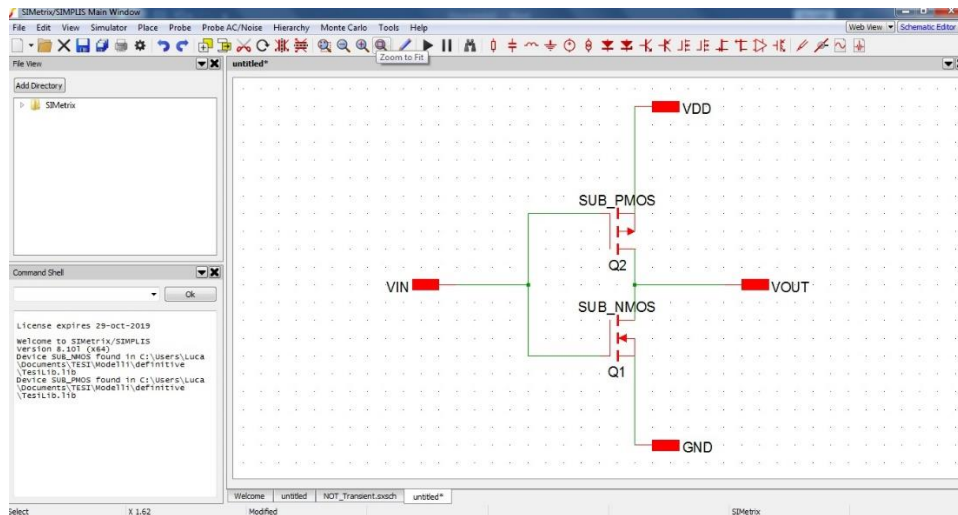 SIMetrix/SIMPLIS Main Window
File Edit View Simulator Place Probe Probe AC/Noise Hierarchy Monte Carlo Tools Help
Web View Schematic Editor
Zoom to Fit
File View
Add Directory
SIMetrix
untitled*
VDD
SUB_PMOS
Q2
VIN
VOUT
SUB_NMOS
Q1
GND
Command Shell
Ok
License expires 29-oct-2019
Welcome to SIMetrix/SIMPLIS
version 8.10l (x64)
Device SUB_NMOS found in C:\Users\Luca
\Documents\TESI\Modelli\definitive
\TesiLib.lib
Device SUB_PMOS found in C:\Users\Luca
\Documents\TESI\Modelli\definitive
\TesiLib.lib
Welcome untitled NOT_Transient.sxsch untitled*
Select X 1.62 Modified SIMetrix